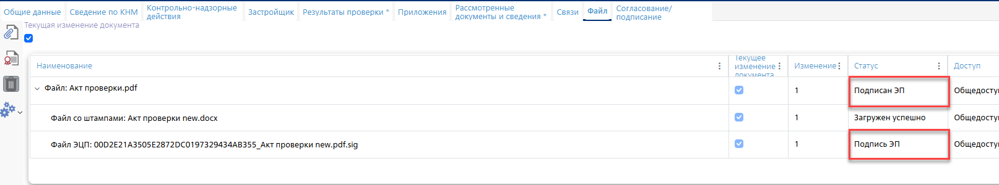 Общие данные
Сведение по КНМ
Контрольно-надзорные
действия
Застройщик
Результаты проверки *
Приложения
Рассмотренные
документы и сведения *
Связи
Файл
Согласование/
подписание
Текущая изменение документа
Наименование
Текущее
изменение
документа
Изменение
Статус
Доступ
Файл: Акт проверки.pdf
1
Подписан ЭП
Общедосту
Файл со штампами: Акт проверки new.docx
1
Загружен успешно
Общедосту
Файл ЭЦП: 00D2E21A3505E2872DC0197329434AB355_Акт проверки new.pdf.sig
1
Подпись ЭП
Общедосту